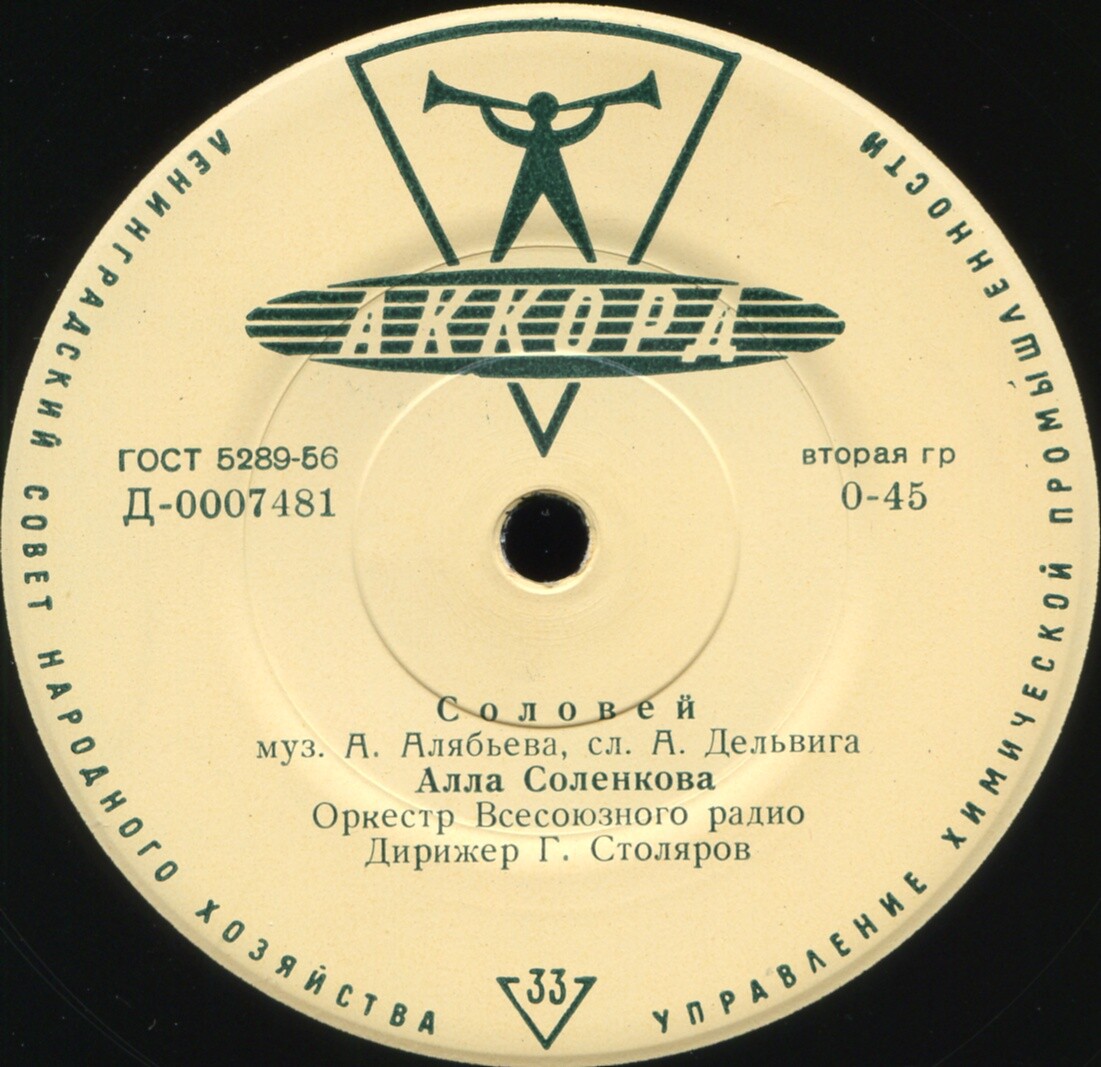 АККОРД
ЛЕНИНГРАДСКИЙ СОВЕТ НАРОДНОГО ХОЗЯЙСТВА
УПРАВЛЕНИЕ ХИМИЧЕСКОЙ ПРОМЫШЛЕННОСТИ
ГОСТ 5289-56
Д-0007481
вторая гр
0-45
Соловей
муз. А. Алябьева, сл. А. Дельвига
Алла Соленкова
Оркестр Всесоюзного радио
Дирижер Г. Столяров
33